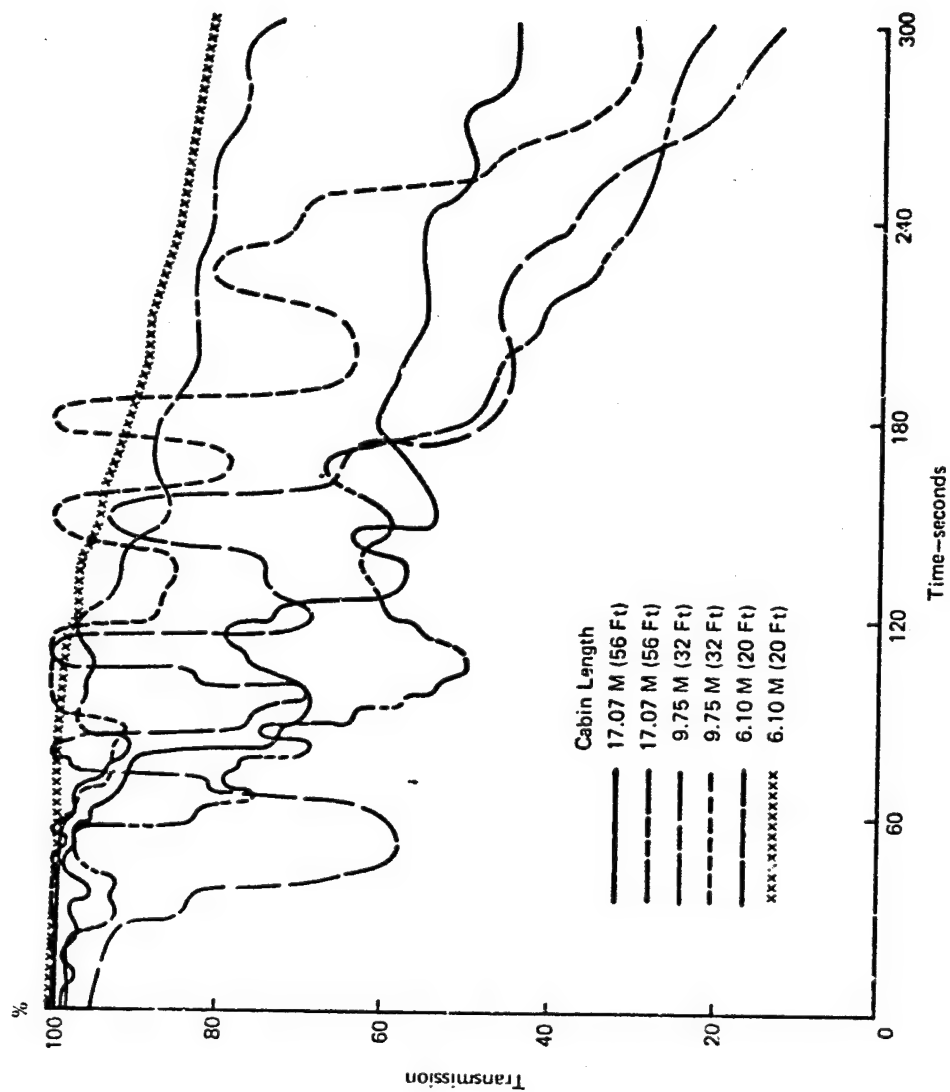 %
100
80
60
40
20
0
Transmission
60
120
180
240
300
Time—seconds
Cabin Length
17.07 M (56 Ft)
17.07 M (56 Ft)
9.75 M (32 Ft)
9.75 M (32 Ft)
6.10 M (20 Ft)
6.10 M (20 Ft)